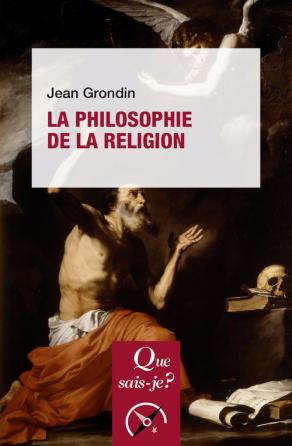 Jean Grondin
LA PHILOSOPHIE
DE LA RELIGION
Que
sais-je?